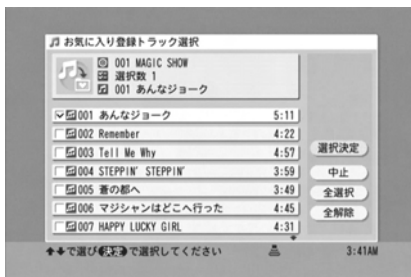 お気に入り登録トラック選択
001 MAGIC SHOW
選択数 1
001 あんなジョーク
001 あんなジョーク 5:11
002 Remember 4:22
003 Tell Me Why 4:57
004 STEPPIN' STEPPIN' 3:59
005 蒼の都へ 3:49
006 マジシャンはどこへ行った 4:45
007 HAPPY LUCKY GIRL 4:31
選択決定
中止
全選択
全解除
↑↓で選び決定で選択してください 3:41AM